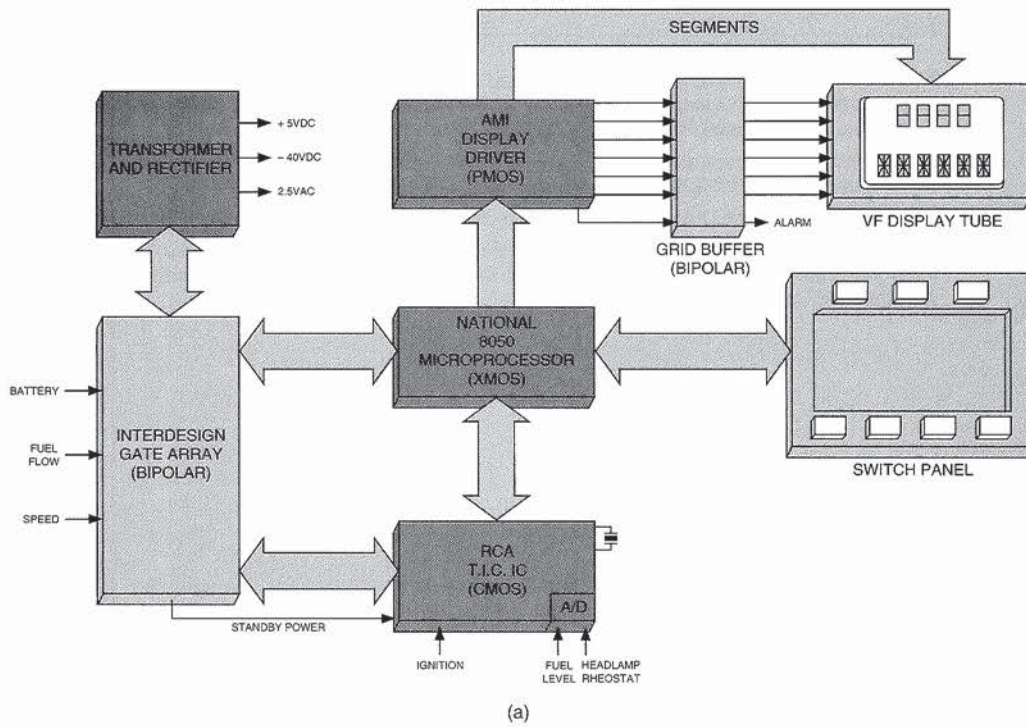 SEGMENTS
TRANSFORMER
AND RECTIFIER
+ 5VDC
– 40VDC
2.5VAC
AMI
DISPLAY
DRIVER
(PMOS)
ALARM
GRID BUFFER
(BIPOLAR)
VF DISPLAY TUBE
BATTERY
FUEL
FLOW
SPEED
INTERDESIGN
GATE ARRAY
(BIPOLAR)
NATIONAL
8050
MICROPROCESSOR
(XMOS)
SWITCH PANEL
RCA
T.I.C. IC
(CMOS)
A/D
STANDBY POWER
IGNITION
FUEL
LEVEL
HEADLAMP
RHEOSTAT
(a)